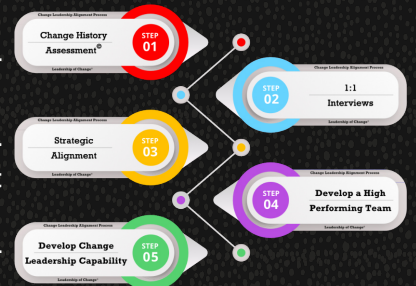 Change Leadership Alignment Process
Change History
Assessment©
Leadership of Change®
STEP
01
Change Leadership Alignment Process
1:1
Interviews
Leadership of Change®
STEP
02
Change Leadership Alignment Process
Strategic
Alignment
Leadership of Change®
STEP
03
Change Leadership Alignment Process
Develop a High
Performing Team
Leadership of Change®
STEP
04
Change Leadership Alignment Process
Develop Change
Leadership Capability
Leadership of Change®
STEP
05